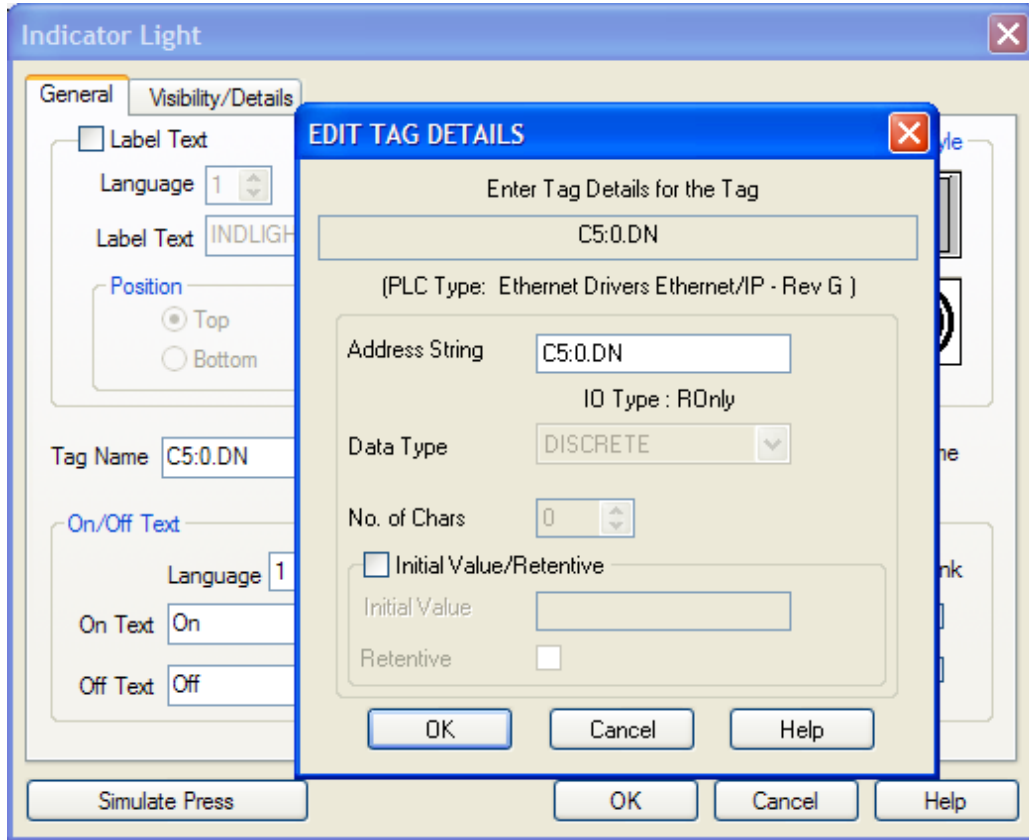 Indicator Light
General
Visibility/Details
Label Text
Language 1
Label Text INDLIGH
Position
Top
Bottom
Tag Name C5:0.DN
On/Off Text
Language 1
On Text On
Off Text Off
Simulate Press
OK
Cancel
Help
EDIT TAG DETAILS
Enter Tag Details for the Tag
C5:0.DN
(PLC Type: Ethernet Drivers Ethernet/IP - Rev G )
Address String C5:0.DN
IO Type : ROnly
Data Type DISCRETE
No. of Chars 0
Initial Value/Retentive
Initial Value
Retentive
OK
Cancel
Help